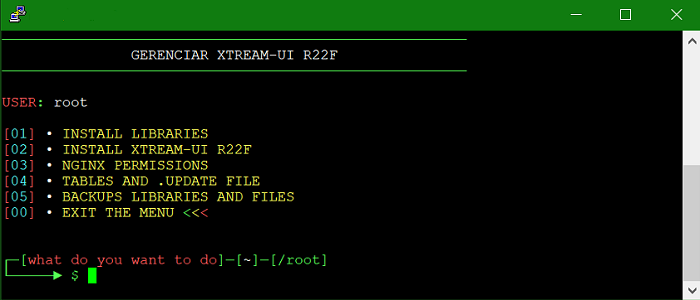 GERENCIAR XTREAM-UI R22F
USER: root
[01] • INSTALL LIBRARIES
[02] • INSTALL XTREAM-UI R22F
[03] • NGINX PERMISSIONS
[04] • TABLES AND .UPDATE FILE
[05] • BACKUPS LIBRARIES AND FILES
[00] • EXIT THE MENU <<<
┌─[what do you want to do]─[~]─[/root]
└────► $